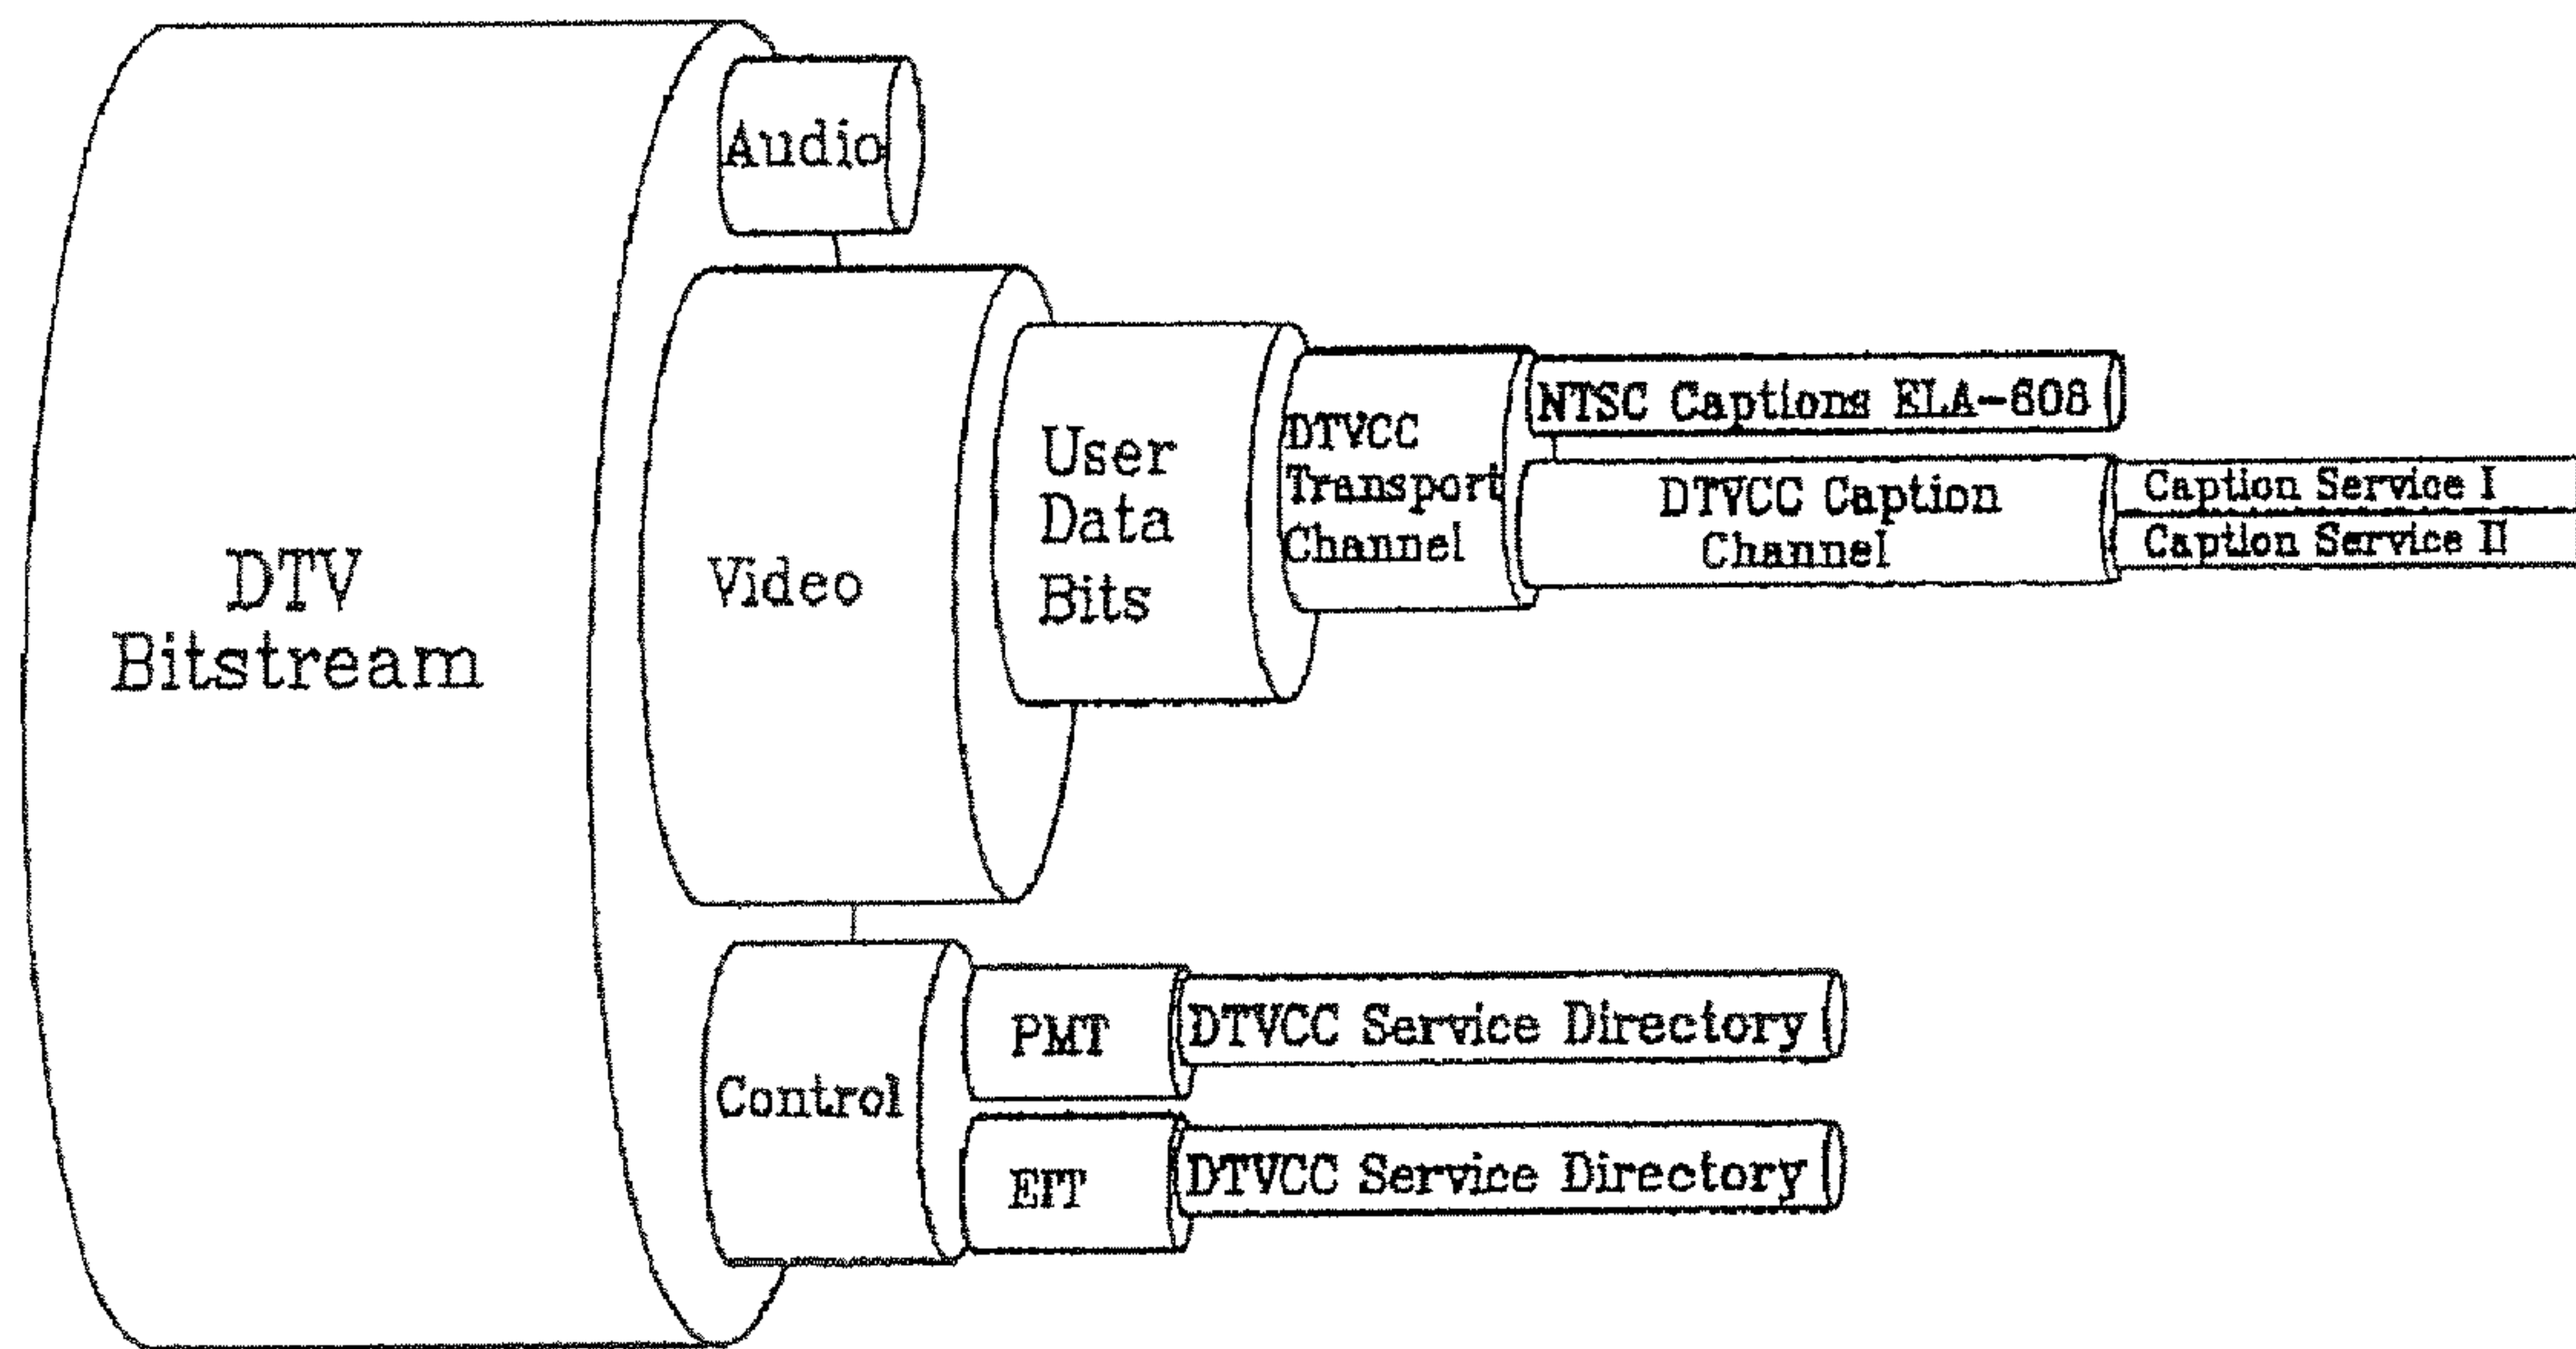 Audio
DTV
Bitstream
Video
User
Data
Bits
DTVCC
Transport
Channel
NTSC Captions ELA-608
DTVCC Caption
Channel
Caption Service I
Caption Service II
Control
PMT
DTVCC Service Directory
EIT
DTVCC Service Directory